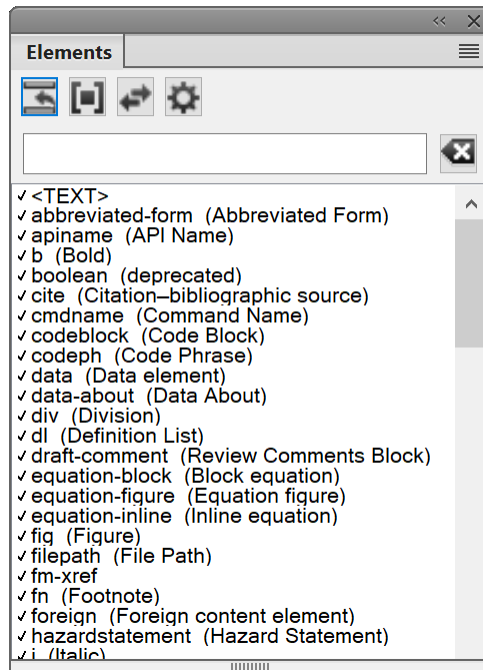 Elements
<TEXT>
abbreviated-form (Abbreviated Form)
apiname (API Name)
b (Bold)
boolean (deprecated)
cite (Citation–bibliographic source)
cmdname (Command Name)
codeblock (Code Block)
codeph (Code Phrase)
data (Data element)
data-about (Data About)
div (Division)
dl (Definition List)
draft-comment (Review Comments Block)
equation-block (Block equation)
equation-figure (Equation figure)
equation-inline (Inline equation)
fig (Figure)
filepath (File Path)
fm-xref
fn (Footnote)
foreign (Foreign content element)
hazardstatement (Hazard Statement)
i (Italic)